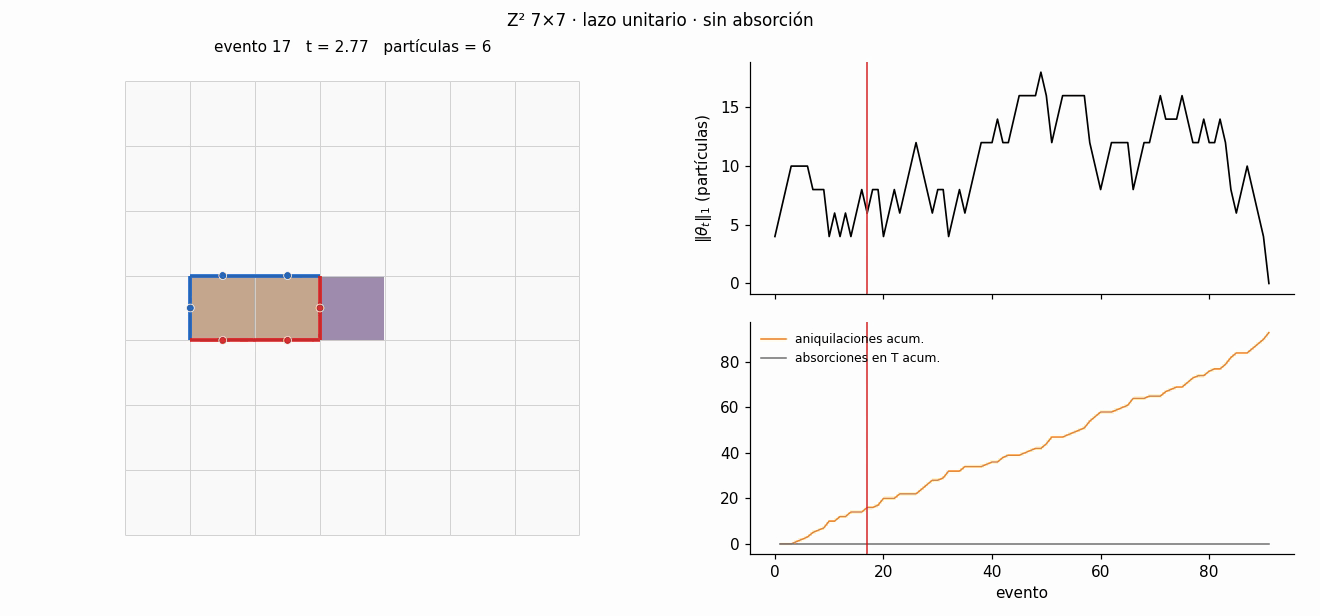 Z² 7×7 · lazo unitario · sin absorción
evento 17   t = 2.77   partículas = 6
‖θₜ‖₁ (partículas)
15
10
5
0
aniquilaciones acum.
absorciones en T acum.
80
60
40
20
0
0 20 40 60 80
evento